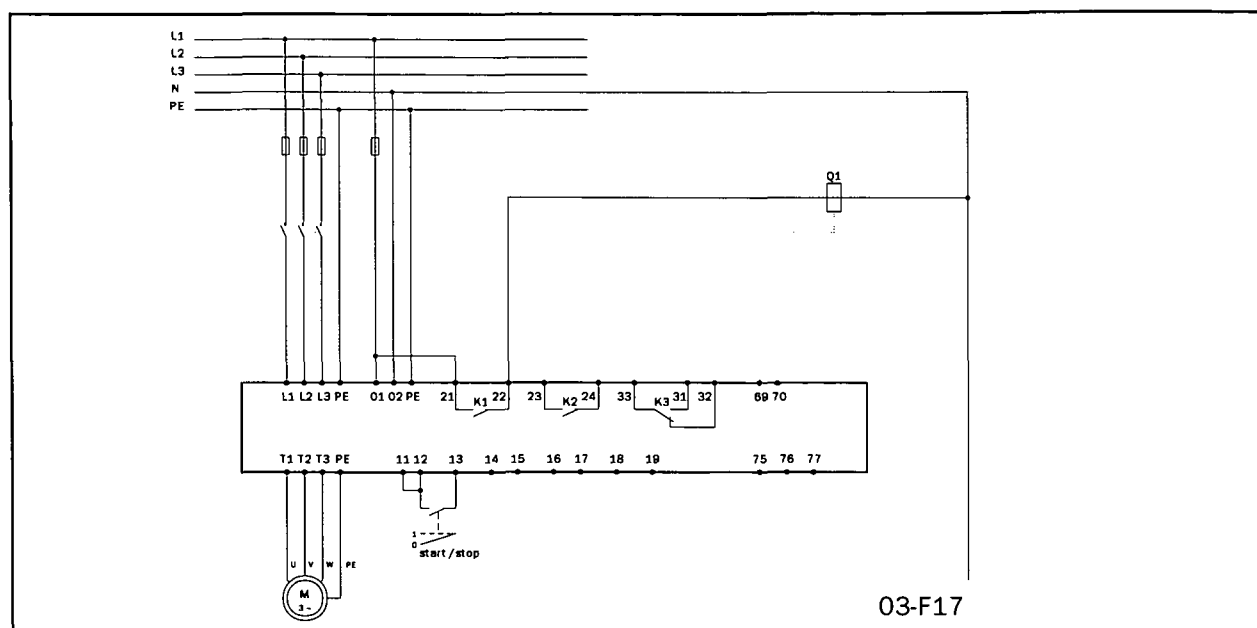 L1
L2
L3
N
PE
Q1
L1 L2 L3 PE 01 02 PE 21 K1 22 23 K2 24 33 K3 31 32 69 70
T1 T2 T3 PE 11 12 13 14 15 16 17 18 19 75 76 77
1
0
start/stop
U V W PE
M
3~
03-F17